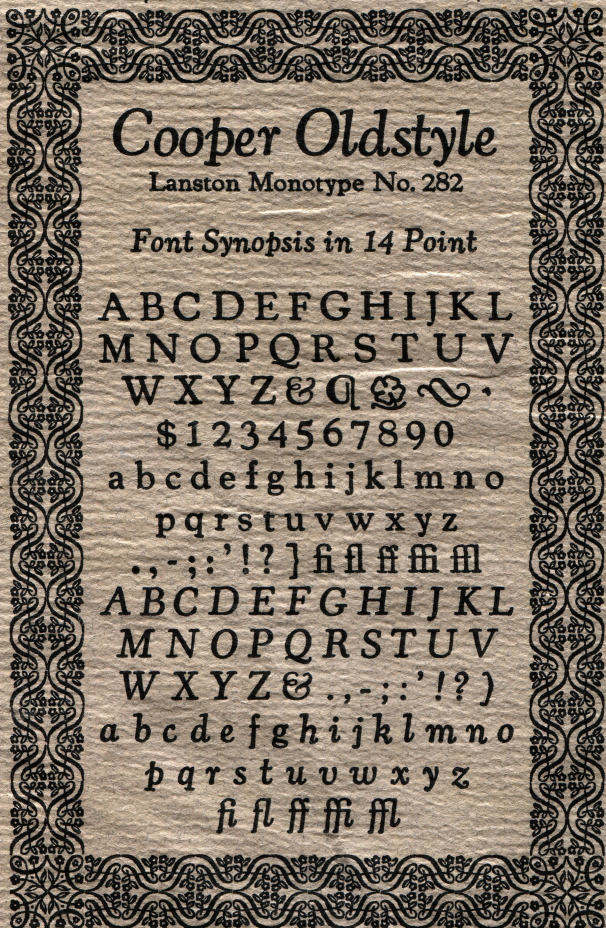 Cooper Oldstyle
Lanston Monotype No. 282
Font Synopsis in 14 Point
A B C D E F G H I J K L
M N O P Q R S T U V
W X Y Z & ¶
$ 1 2 3 4 5 6 7 8 9 0
a b c d e f g h i j k l m n o
p q r s t u v w x y z
. , - ; : ’ ! ? ] fi fl ff ffi ffl
A B C D E F G H I J K L
M N O P Q R S T U V
W X Y Z & . , - ; : ’ ! ? )
a b c d e f g h i j k l m n o
p q r s t u v w x y z
fi fl ff ffi ffl